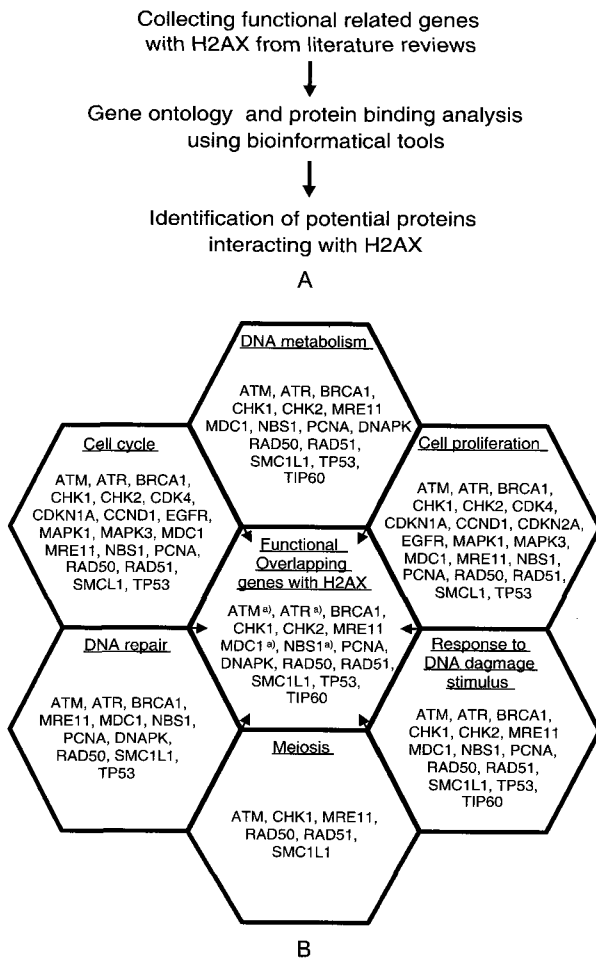 Collecting functional related genes
with H2AX from literature reviews
Gene ontology and protein binding analysis
using bioinformatical tools
Identification of potential proteins
interacting with H2AX
A
DNA metabolism
ATM, ATR, BRCA1,
CHK1, CHK2, MRE11
MDC1, NBS1, PCNA, DNAPK
RAD50, RAD51,
SMC1L1, TP53,
TIP60
Cell cycle
ATM, ATR, BRCA1,
CHK1, CHK2, CDK4,
CDKN1A, CCND1, EGFR,
MAPK1, MAPK3, MDC1
MRE11, NBS1, PCNA,
RAD50, RAD51,
SMCL1, TP53
Cell proliferation
ATM, ATR, BRCA1,
CHK1, CHK2, CDK4,
CDKN1A, CCND1, CDKN2A,
EGFR, MAPK1, MAPK3,
MDC1, MRE11, NBS1,
PCNA, RAD50, RAD51,
SMCL1, TP53
Functional
Overlapping
genes with H2AX
ATM a), ATR a), BRCA1,
CHK1, CHK2, MRE11
MDC1 a), NBS1 a), PCNA,
DNAPK, RAD50, RAD51,
SMC1L1, TP53,
TIP60
DNA repair
ATM, ATR, BRCA1,
MRE11, MDC1, NBS1,
PCNA, DNAPK,
RAD50, SMC1L1,
TP53
Response to
DNA dagmage
stimulus
ATM, ATR, BRCA1,
CHK1, CHK2, MRE11
MDC1, NBS1, PCNA,
RAD50, RAD51,
SMC1L1, TP53,
TIP60
Meiosis
ATM, CHK1, MRE11,
RAD50, RAD51,
SMC1L1
B